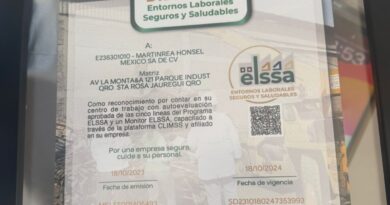 Entornos Laborales
Seguros y Saludables
A:
E236301010 - MARTINREA HONSEL
MEXICO.SA DE CV
Matriz
AV LA MONTA&A 121 PARQUE INDUST
QRO STA ROSA JAUREGUI QRO
elssa
ENTORNOS LABORALES
SEGUROS Y SALUDABLES
Como reconocimiento por contar en su
centro de trabajo con autoevaluación
aprobada de las cinco líneas del Programa
ELSSA y un Monitor ELSSA, capacitado a
través de la plataforma CLIMSS y afiliado
en su empresa.
Por una empresa segura,
cuide a su personal.
18/10/2023
Fecha de emisión
18/10/2024
Fecha de vigencia
SD2310180247353993